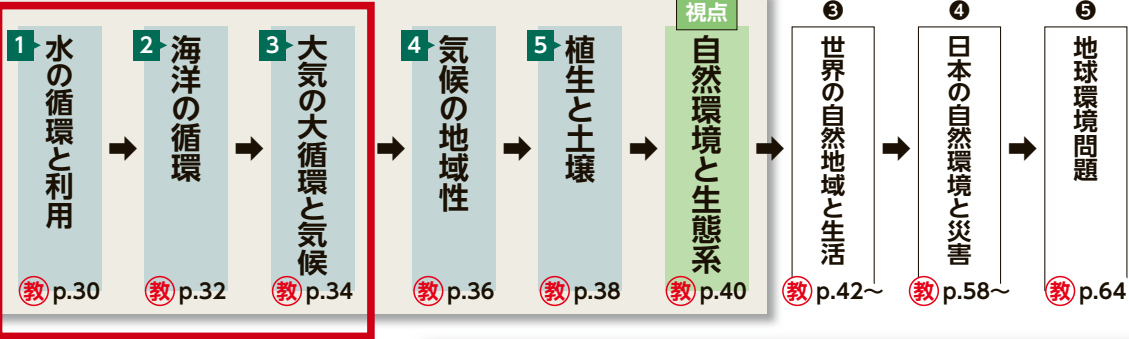 1 水の循環と利用
教 p.30
2 海洋の循環
教 p.32
3 大気の大循環と気候
教 p.34
4 気候の地域性
教 p.36
5 植生と土壌
教 p.38
視点
自然環境と生態系
教 p.40
❸
世界の自然地域と生活
教 p.42〜
❹
日本の自然環境と災害
教 p.58〜
❺
地球環境問題
教 p.64